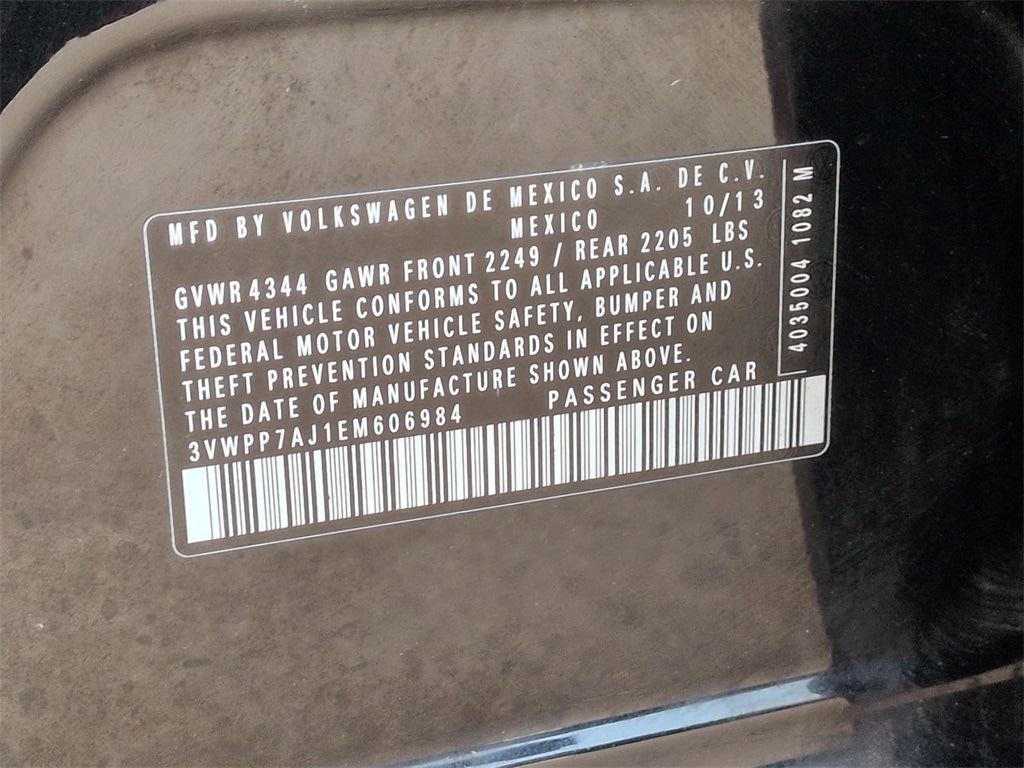 MFD BY VOLKSWAGEN DE MEXICO S.A. DE C.V.
MEXICO 10/13
GVWR 4344 GAWR FRONT 2249 / REAR 2205 LBS
THIS VEHICLE CONFORMS TO ALL APPLICABLE U.S.
FEDERAL MOTOR VEHICLE SAFETY, BUMPER AND
THEFT PREVENTION STANDARDS IN EFFECT ON
THE DATE OF MANUFACTURE SHOWN ABOVE.
3VWPP7AJ1EM606984 PASSENGER CAR
4035004 1082 M